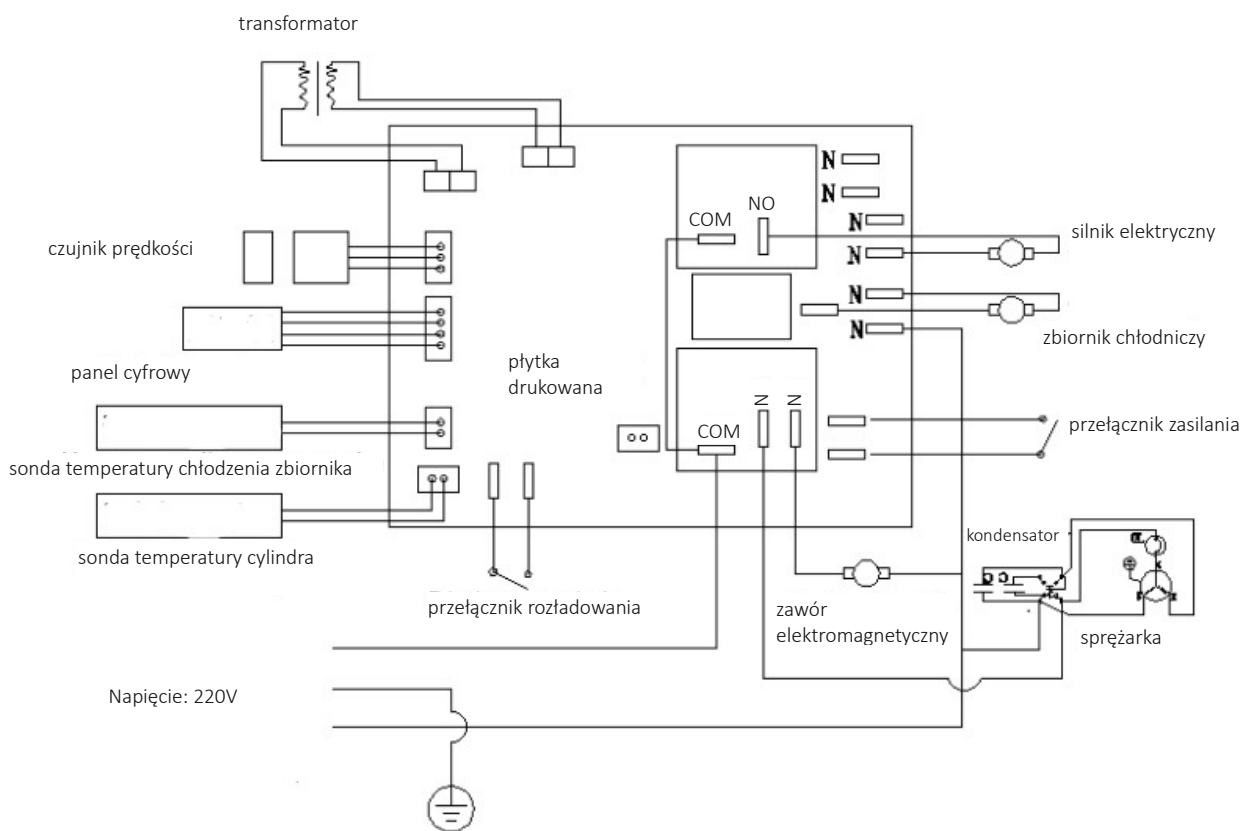 transformator
czujnik prędkości
panel cyfrowy
sonda temperatury chłodzenia zbiornika
sonda temperatury cylindra
przełącznik rozładowania
płytka
drukowana
COM
NO
N
N
N
N
N
N
COM
N
N
silnik elektryczny
zbiornik chłodniczy
przełącznik zasilania
kondensator
zawór
elektromagnetyczny
sprężarka
Napięcie: 220V